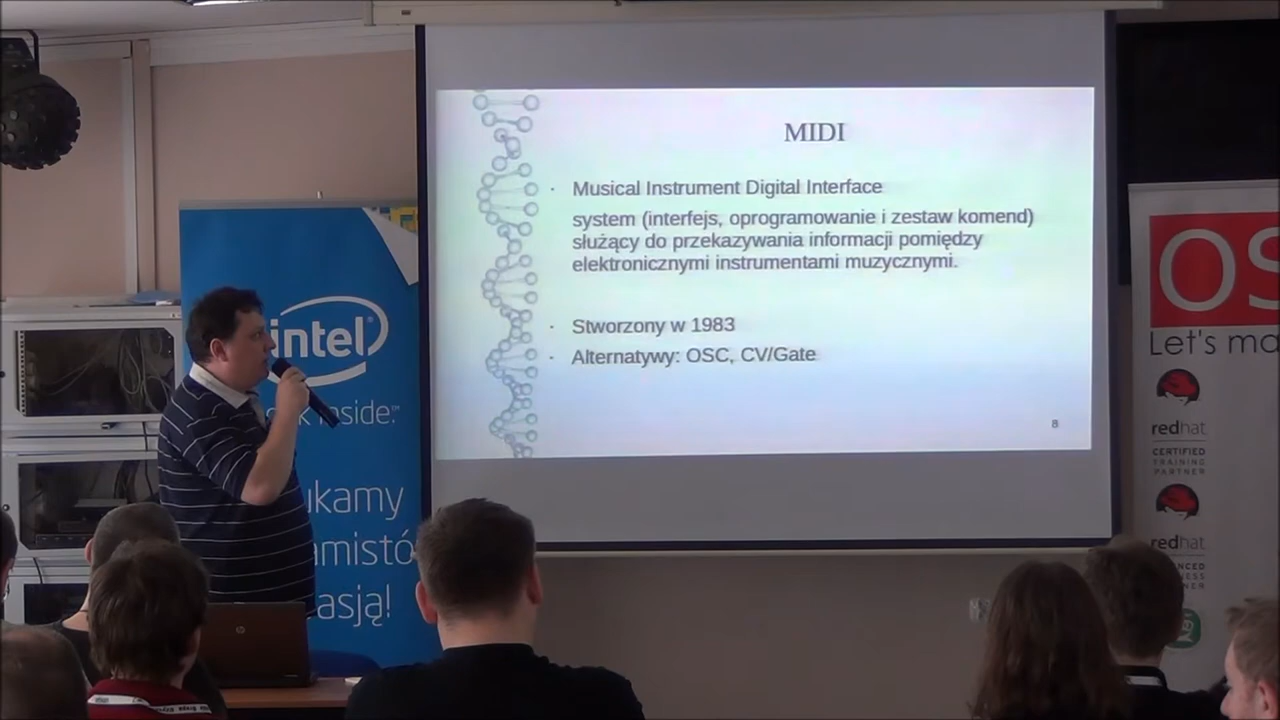 MIDI
· Musical Instrument Digital Interface
system (interfejs, oprogramowanie i zestaw komend)
służący do przekazywania informacji pomiędzy
elektronicznymi instrumentami muzycznymi.
· Stworzony w 1983
· Alternatywy: OSC, CV/Gate
8
intel®
inside.™
ukamy
amistó
asją!
hp
OS
Let's ma
redhat
CERTIFIED
TRAINING
PARTNER
redhat